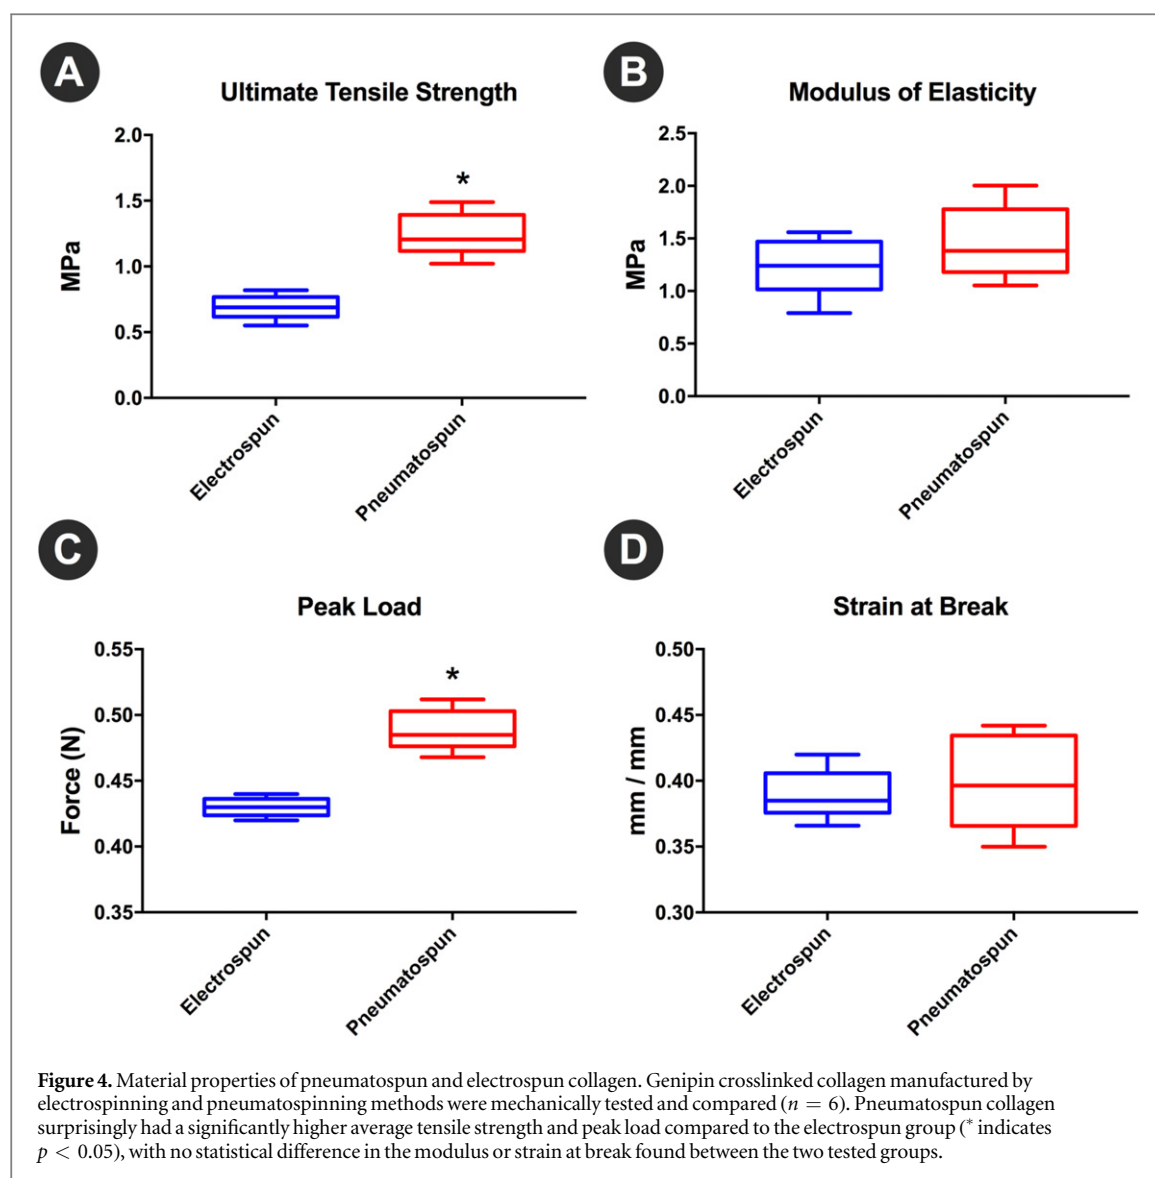 A
Ultimate Tensile Strength
2.0
1.5
1.0
0.5
0.0
MPa
*
Electrospun
Pneumatospun
B
Modulus of Elasticity
2.5
2.0
1.5
1.0
0.5
0.0
MPa
Electrospun
Pneumatospun
C
Peak Load
0.55
0.50
0.45
0.40
0.35
Force (N)
*
Electrospun
Pneumatospun
D
Strain at Break
0.50
0.45
0.40
0.35
0.30
mm / mm
Electrospun
Pneumatospun
Figure 4. Material properties of pneumatospun and electrospun collagen. Genipin crosslinked collagen manufactured by
electrospinning and pneumatospinning methods were mechanically tested and compared (n = 6). Pneumatospun collagen
surprisingly had a significantly higher average tensile strength and peak load compared to the electrospun group (* indicates
p < 0.05), with no statistical difference in the modulus or strain at break found between the two tested groups.